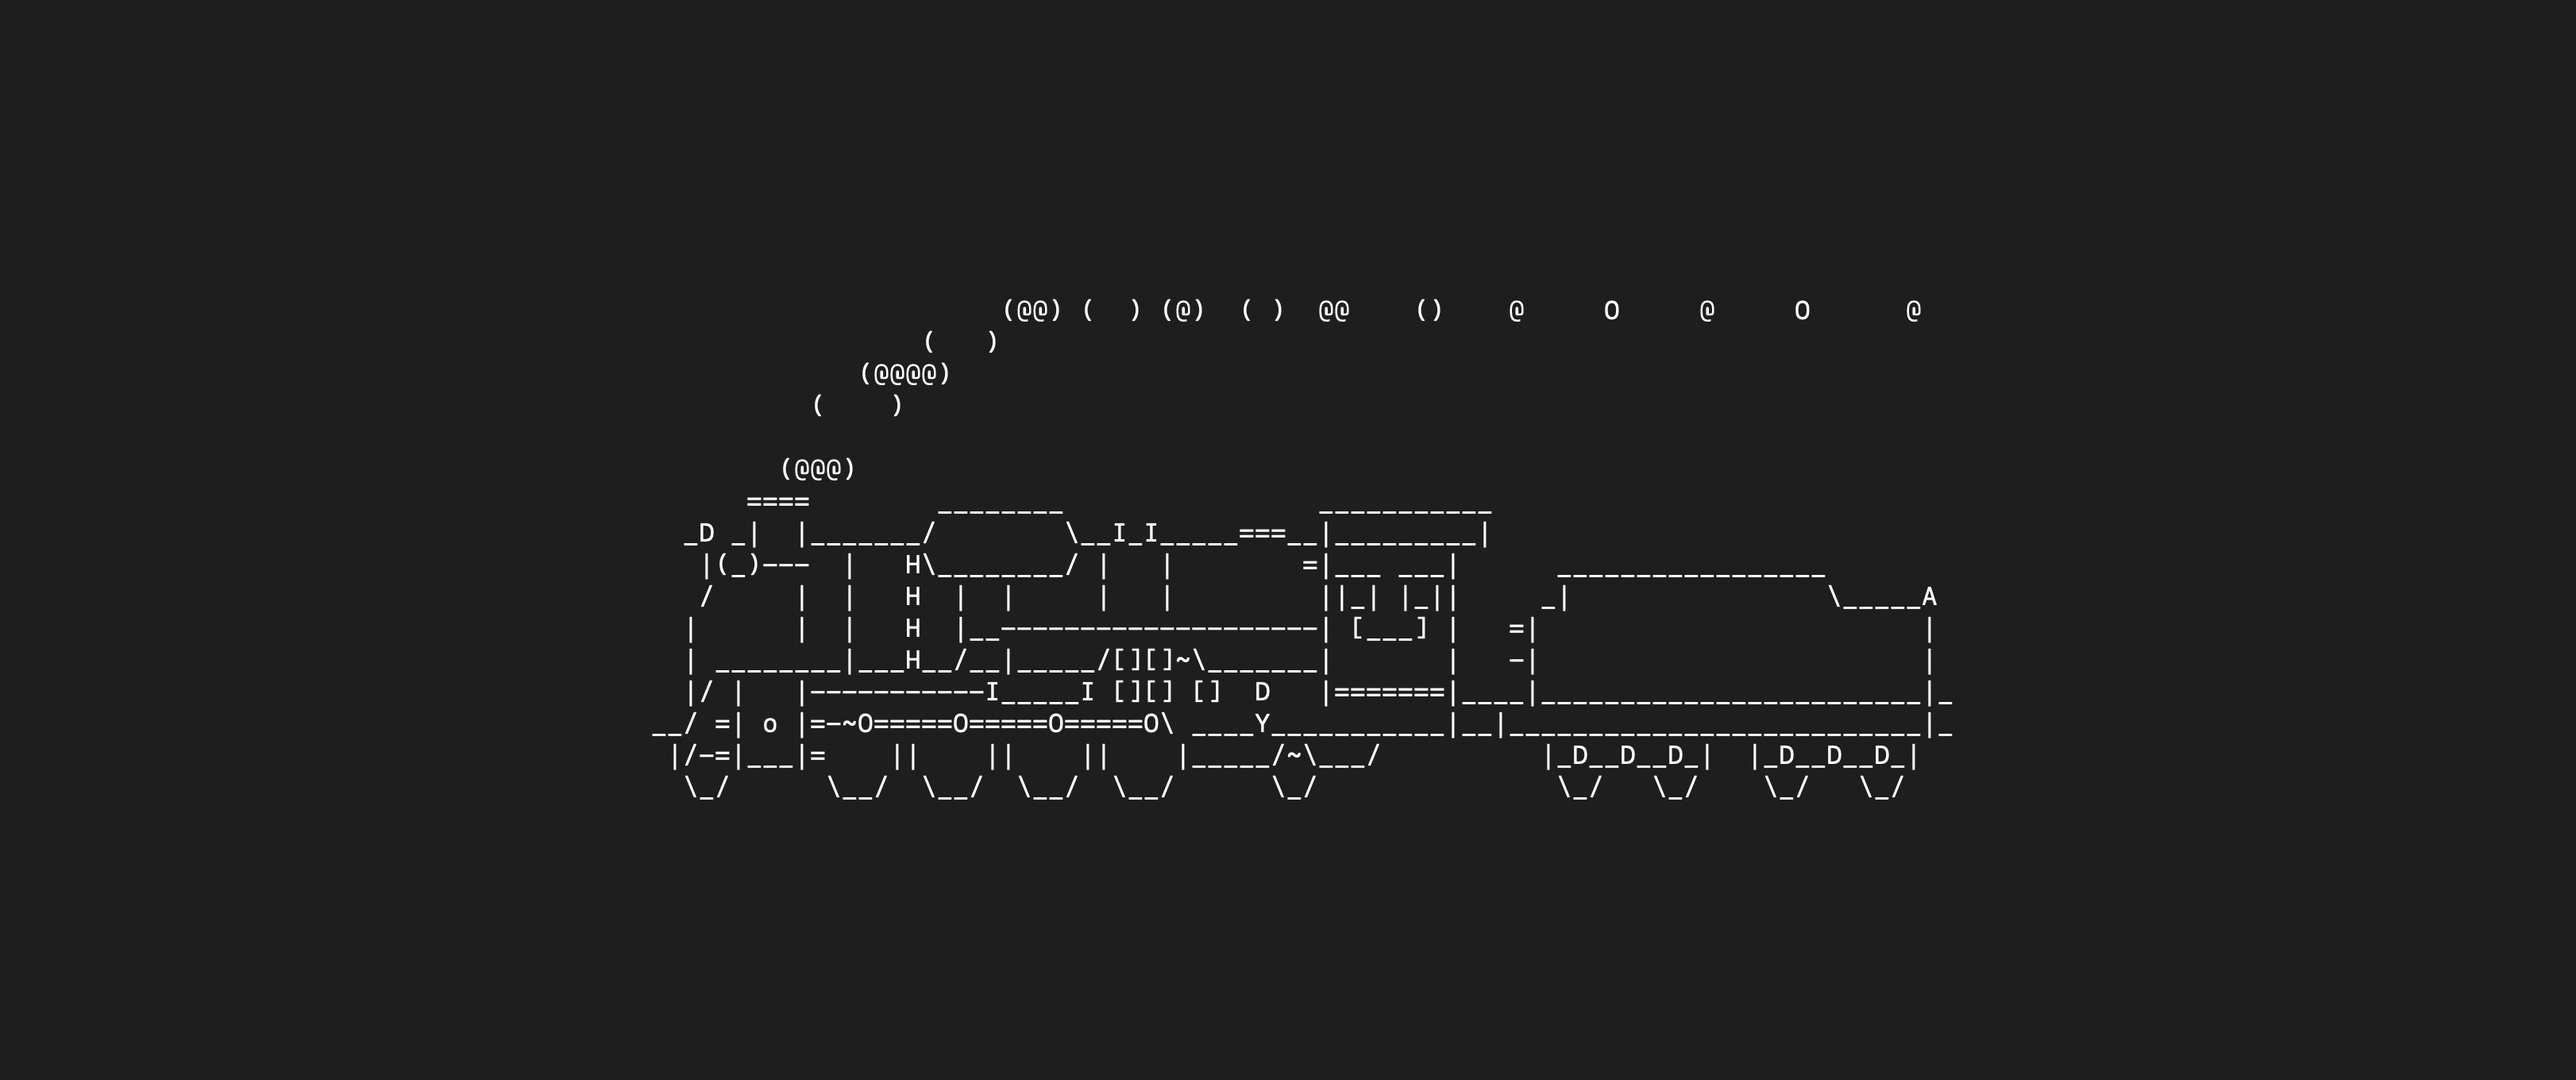 (@@) (  ) (@)  ( )  @@    ()    @     O     @     O      @
                 (   )
             (@@@@)
          (    )

        (@@@)
      ====        ________                ___________
  _D _|  |_______/        \__I_I_____===__|_________|
   |(_)---  |   H\________/ |   |        =|___ ___|      _________________
   /     |  |   H  |  |     |   |         ||_| |_||     _|                \_____A
  |      |  |   H  |__--------------------| [___] |   =|                        |
  | ________|___H__/__|_____/[][]~\_______|       |   -|                        |
  |/ |   |-----------I_____I [][] []  D   |=======|____|________________________|_
__/ =| o |=-~O=====O=====O=====O\ ____Y___________|__|__________________________|_
 |/-=|___|=    ||    ||    ||    |_____/~\___/          |_D__D__D_|  |_D__D__D_|
  \_/      \__/  \__/  \__/  \__/      \_/               \_/   \_/    \_/   \_/